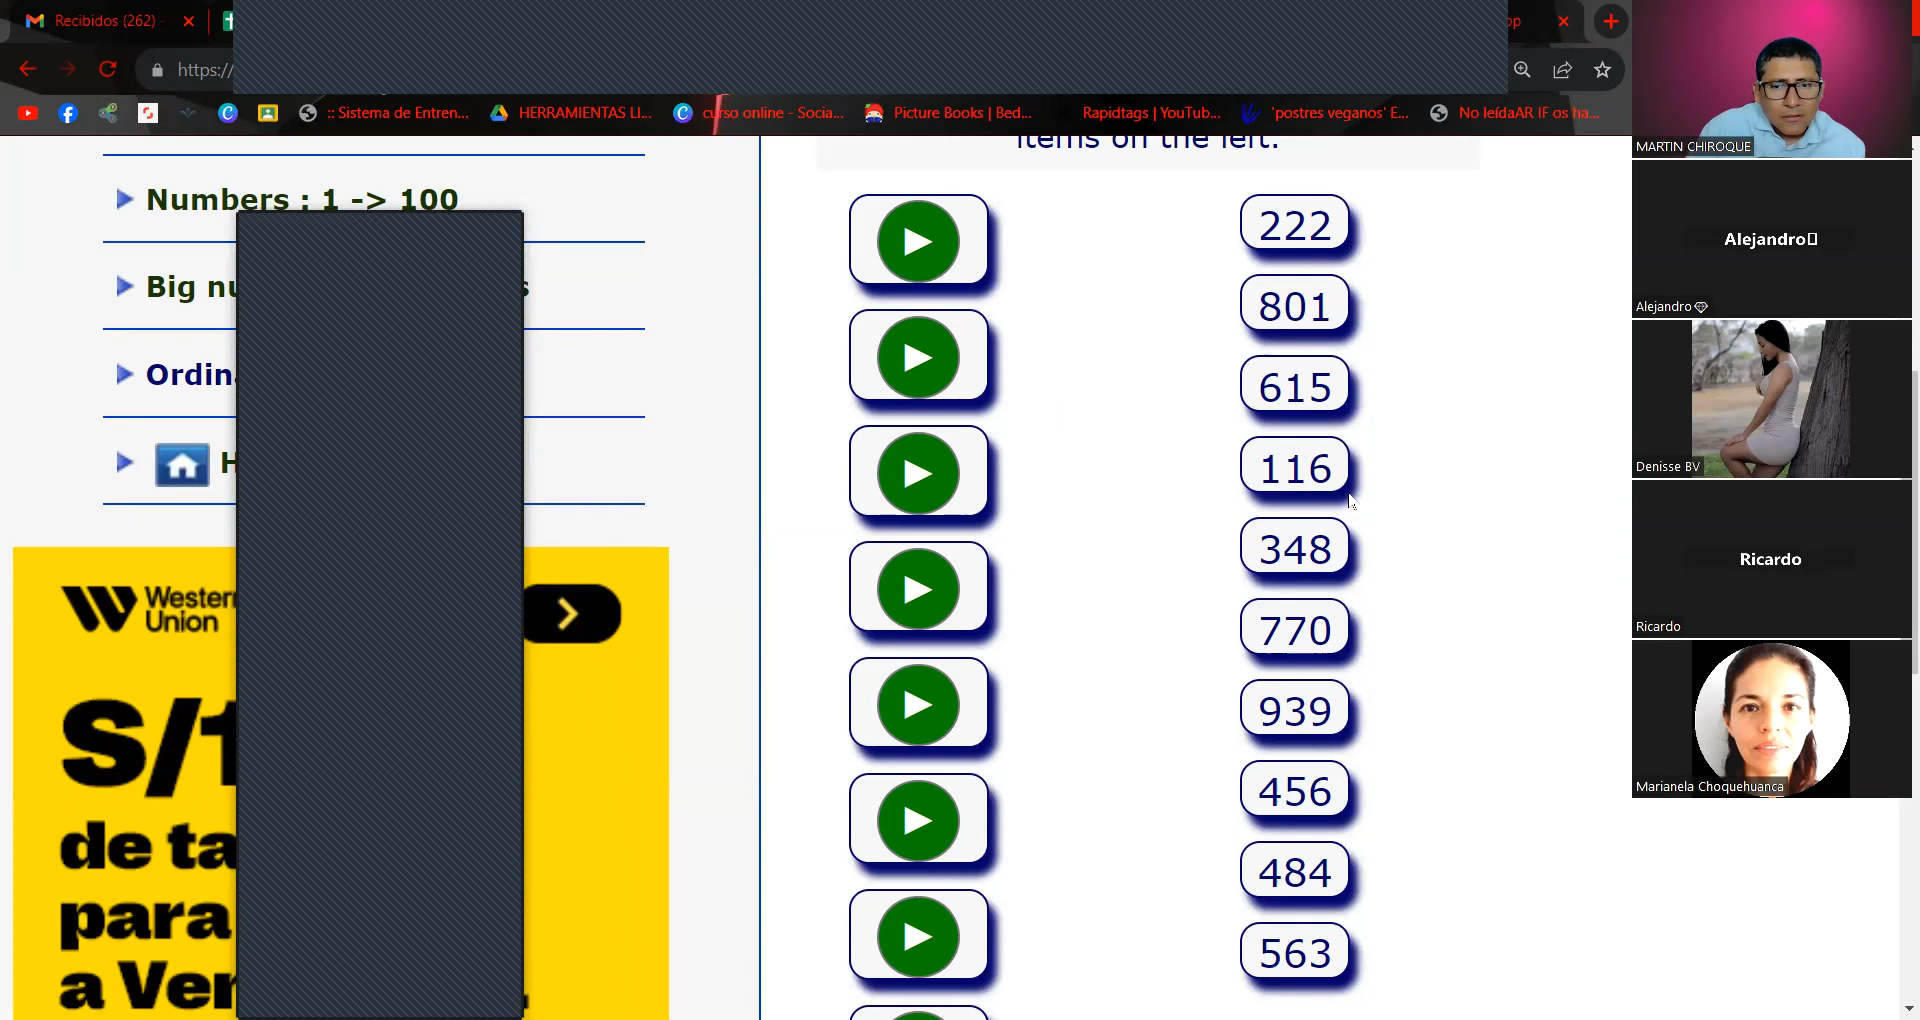 Recibidos (262) -
https://
:: Sistema de Entren...
HERRAMIENTAS LI...
curso online - Socia...
Picture Books | Bed...
Rapidtags | YouTub...
'postres veganos' E...
No leídaAR IF os ha...
items on the left.
Numbers : 1 -> 100
Big nu
s
Ordin
H
Western
Union
S/1
de ta
para
a Ver
222
801
615
116
348
770
939
456
484
563
MARTIN CHIROQUE
Alejandro
Alejandro
Denisse BV
Ricardo
Ricardo
Marianela Choquehuanca